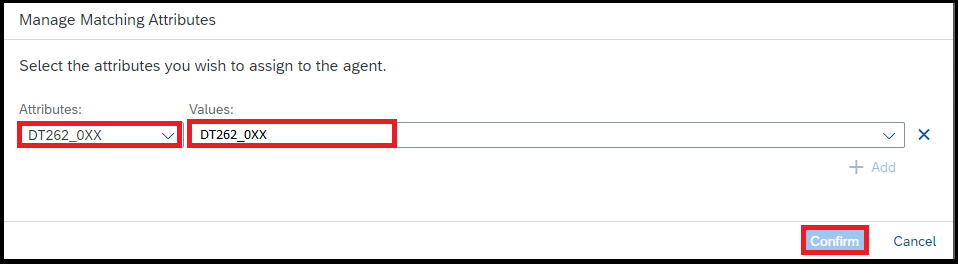 Manage Matching Attributes
Select the attributes you wish to assign to the agent.
Attributes: Values:
DT262_0XX DT262_0XX
Add
Confirm Cancel